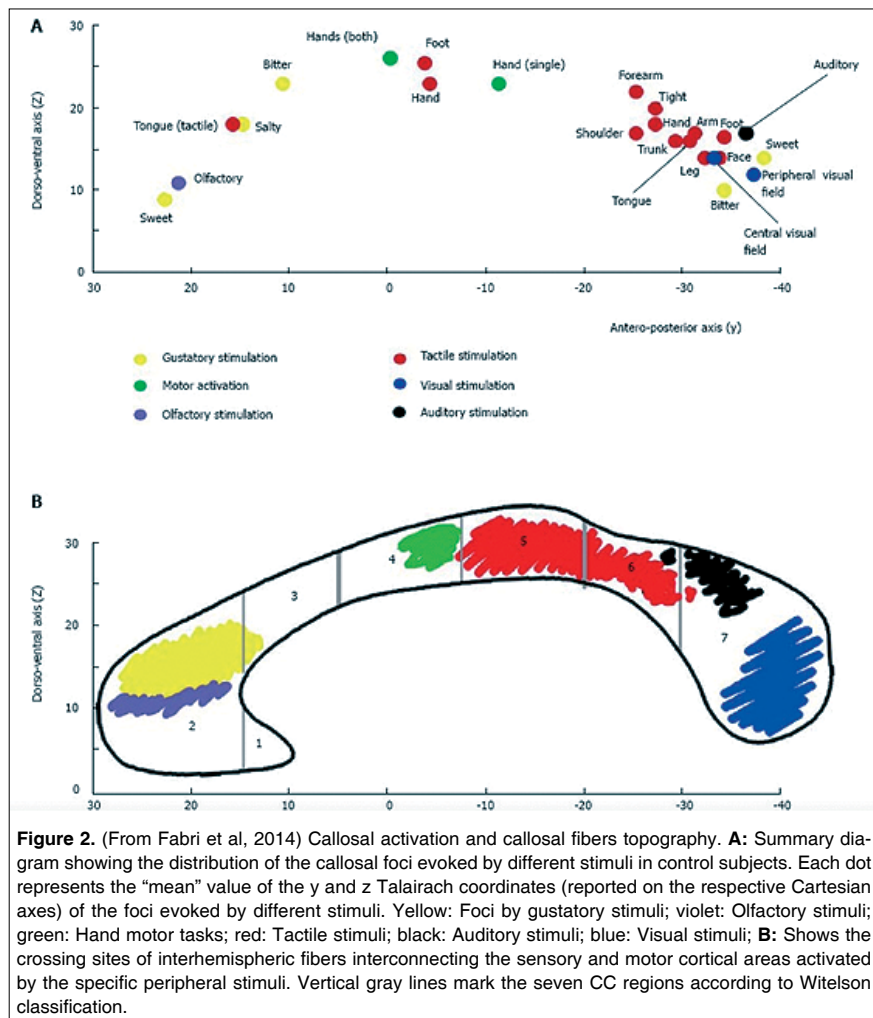 A
30
20
10
0
Dorso-ventral axis (Z)
Hands (both)
Foot
Auditory
Bitter
Hand (single)
Forearm
Hand
Tight
Tongue (tactile)
Salty
Shoulder
Hand
Arm
Foot
Trunk
Sweet
Olfactory
Leg
Face
Peripheral visual
field
Sweet
Tongue
Bitter
Central visual
field
30
20
10
0
-10
-20
-30
-40
Antero-posterior axis (y)
Gustatory stimulation
Tactile stimulation
Motor activation
Visual stimulation
Olfactory stimulation
Auditory stimulation
B
30
20
10
0
Dorso-ventral axis (Z)
5
4
6
3
7
2
1
30
20
10
0
-10
-20
-30
-40
Figure 2. (From Fabri et al, 2014) Callosal activation and callosal fibers topography. A: Summary dia-
gram showing the distribution of the callosal foci evoked by different stimuli in control subjects. Each dot
represents the “mean” value of the y and z Talairach coordinates (reported on the respective Cartesian
axes) of the foci evoked by different stimuli. Yellow: Foci by gustatory stimuli; violet: Olfactory stimuli;
green: Hand motor tasks; red: Tactile stimuli; black: Auditory stimuli; blue: Visual stimuli; B: Shows the
crossing sites of interhemispheric fibers interconnecting the sensory and motor cortical areas activated
by the specific peripheral stimuli. Vertical gray lines mark the seven CC regions according to Witelson
classification.